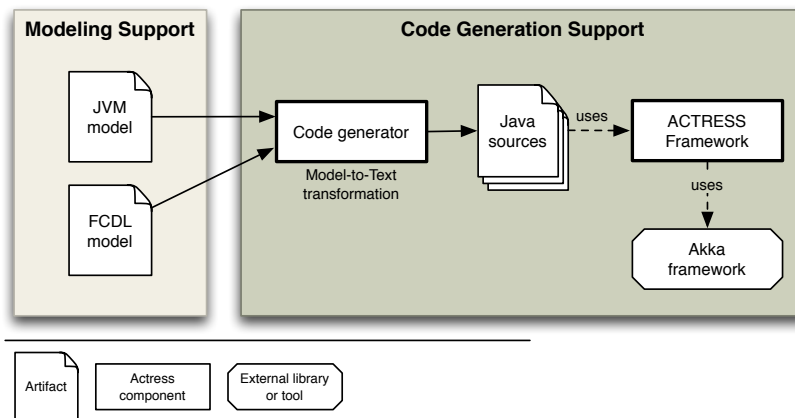 Modeling Support
Code Generation Support
JVM
model
FCDL
model
Code generator
Model-to-Text
transformation
Java
sources
uses
ACTRESS
Framework
uses
Akka
framework
Artifact
Actress
component
External library
or tool